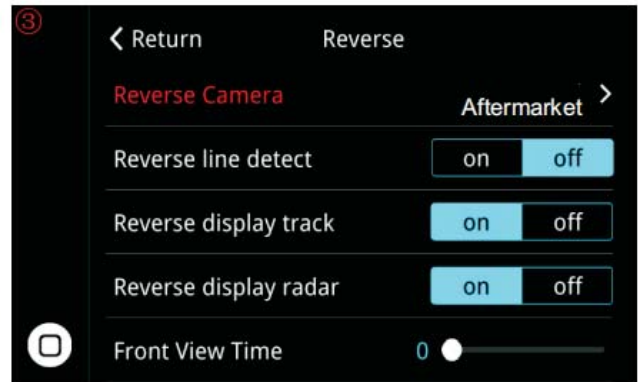 ③
Return Reverse
Reverse Camera Aftermarket
Reverse line detect on off
Reverse display track on off
Reverse display radar on off
Front View Time 0